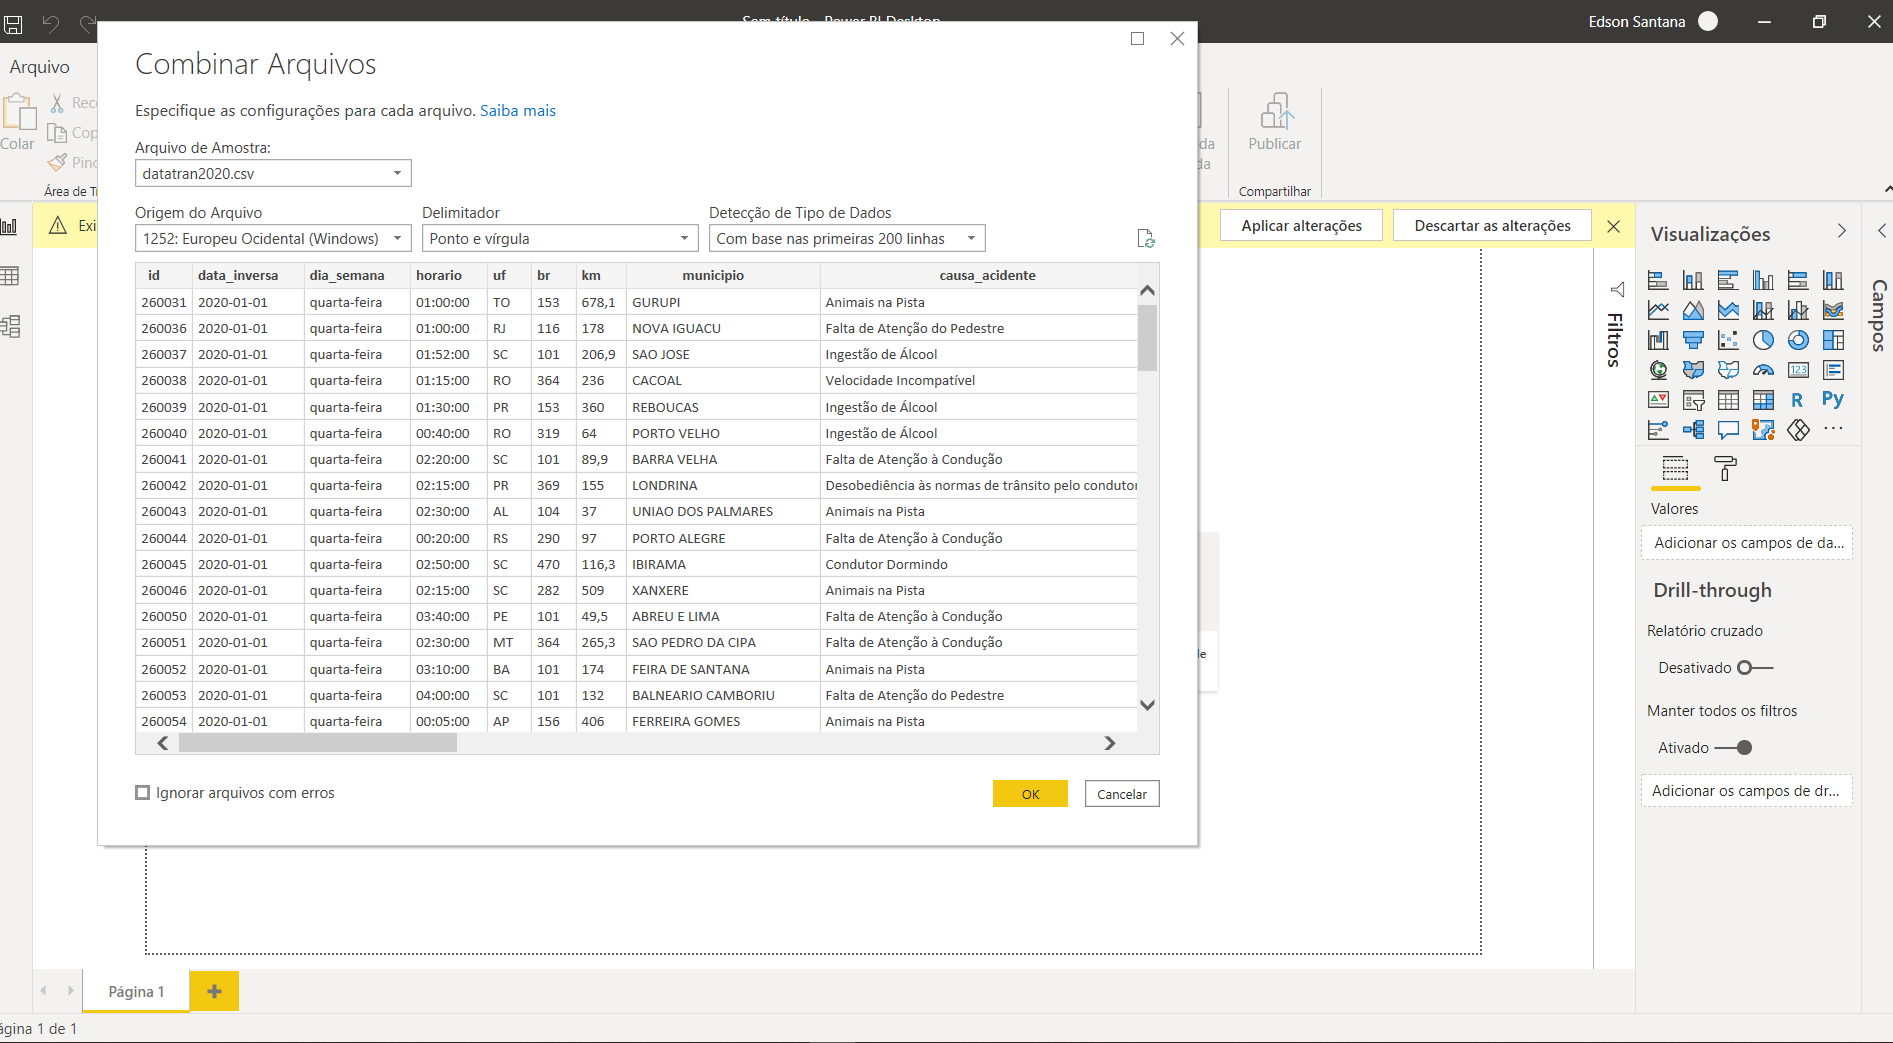 Sem título - Power BI Desktop
Edson Santana
Arquivo
Colar
Área de
Combinar Arquivos
Especifique as configurações para cada arquivo. Saiba mais
Arquivo de Amostra:
datatran2020.csv
Origem do Arquivo Delimitador Detecção de Tipo de Dados
1252: Europeu Ocidental (Windows) Ponto e vírgula Com base nas primeiras 200 linhas
id data_inversa dia_semana horario uf br km municipio causa_acidente
260031 2020-01-01 quarta-feira 01:00:00 TO 153 678,1 GURUPI Animais na Pista
260036 2020-01-01 quarta-feira 01:00:00 RJ 116 178 NOVA IGUACU Falta de Atenção do Pedestre
260037 2020-01-01 quarta-feira 01:52:00 SC 101 206,9 SAO JOSE Ingestão de Álcool
260038 2020-01-01 quarta-feira 01:15:00 RO 364 236 CACOAL Velocidade Incompatível
260039 2020-01-01 quarta-feira 01:30:00 PR 153 360 REBOUCAS Ingestão de Álcool
260040 2020-01-01 quarta-feira 00:40:00 RO 319 64 PORTO VELHO Ingestão de Álcool
260041 2020-01-01 quarta-feira 02:20:00 SC 101 89,9 BARRA VELHA Falta de Atenção à Condução
260042 2020-01-01 quarta-feira 02:15:00 PR 369 155 LONDRINA Desobediência às normas de trânsito pelo condutor
260043 2020-01-01 quarta-feira 02:30:00 AL 104 37 UNIAO DOS PALMARES Animais na Pista
260044 2020-01-01 quarta-feira 00:20:00 RS 290 97 PORTO ALEGRE Falta de Atenção à Condução
260045 2020-01-01 quarta-feira 02:50:00 SC 470 116,3 IBIRAMA Condutor Dormindo
260046 2020-01-01 quarta-feira 02:15:00 SC 282 509 XANXERE Animais na Pista
260050 2020-01-01 quarta-feira 03:40:00 PE 101 49,5 ABREU E LIMA Falta de Atenção à Condução
260051 2020-01-01 quarta-feira 02:30:00 MT 364 265,3 SAO PEDRO DA CIPA Falta de Atenção à Condução
260052 2020-01-01 quarta-feira 03:10:00 BA 101 174 FEIRA DE SANTANA Animais na Pista
260053 2020-01-01 quarta-feira 04:00:00 SC 101 132 BALNEARIO CAMBORIU Falta de Atenção do Pedestre
260054 2020-01-01 quarta-feira 00:05:00 AP 156 406 FERREIRA GOMES Animais na Pista
Ignorar arquivos com erros
OK Cancelar
Publicar
Compartilhar
Aplicar alterações Descartar as alterações
Filtros
Visualizações
123
R Py
Valores
Adicionar os campos de da...
Drill-through
Relatório cruzado
Desativado
Manter todos os filtros
Ativado
Adicionar os campos de dr...
Campos
Página 1
ágina 1 de 1